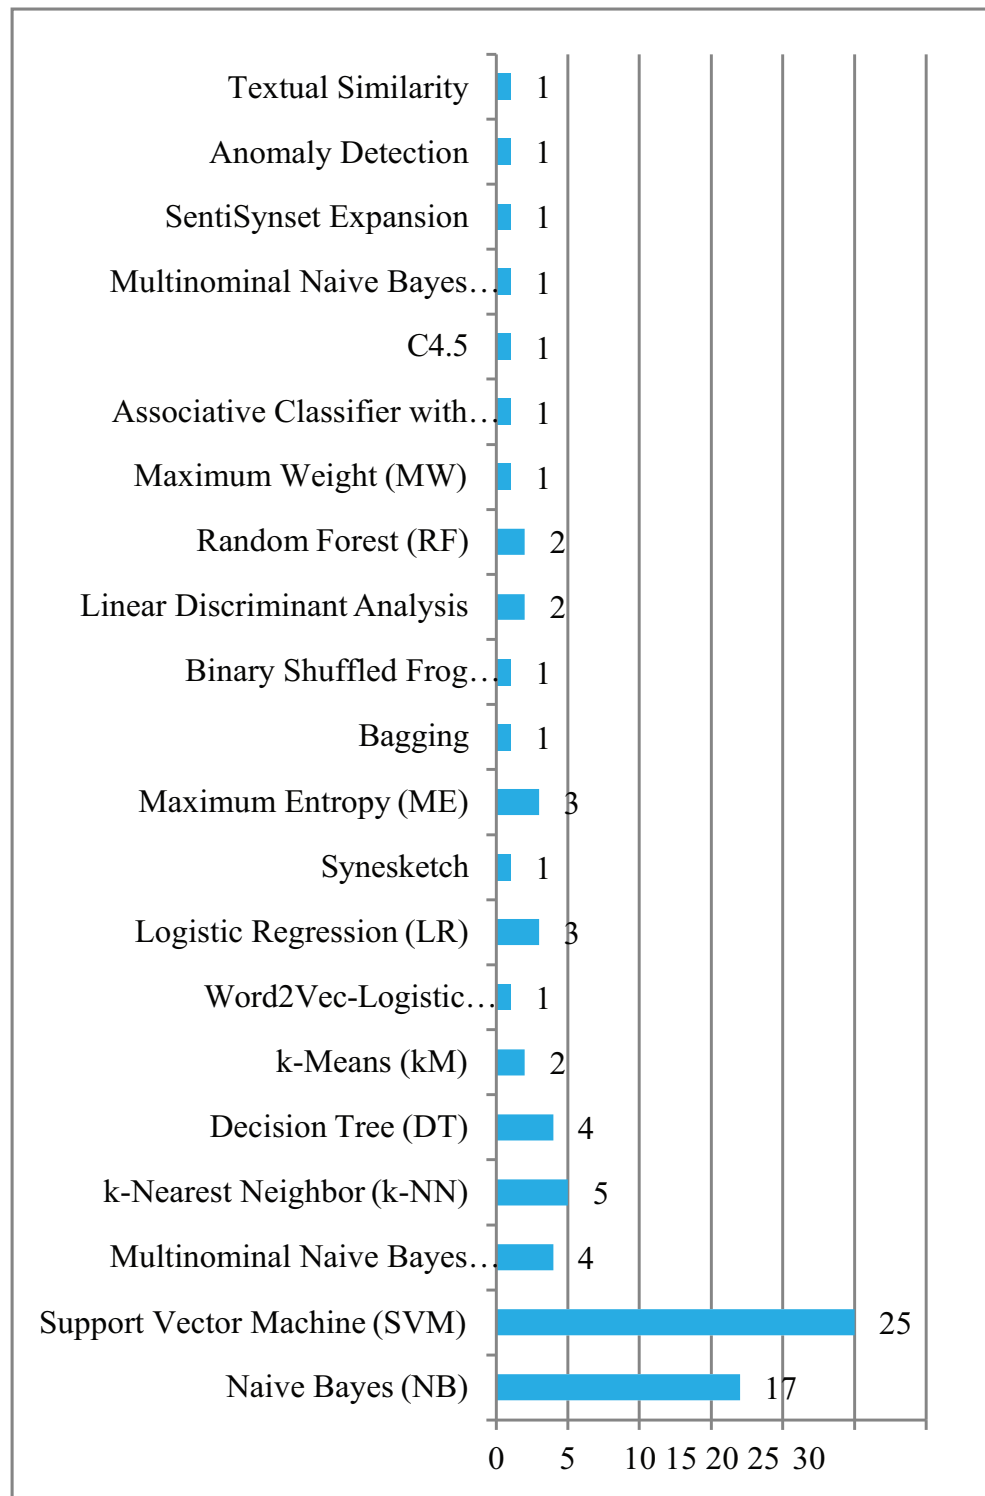 Textual Similarity 1
Anomaly Detection 1
SentiSynset Expansion 1
Multinominal Naive Bayes… 1
C4.5 1
Associative Classifier with… 1
Maximum Weight (MW) 1
Random Forest (RF) 2
Linear Discriminant Analysis 2
Binary Shuffled Frog… 1
Bagging 1
Maximum Entropy (ME) 3
Synesketch 1
Logistic Regression (LR) 3
Word2Vec-Logistic… 1
k-Means (kM) 2
Decision Tree (DT) 4
k-Nearest Neighbor (k-NN) 5
Multinominal Naive Bayes… 4
Support Vector Machine (SVM) 25
Naive Bayes (NB) 17
0 5 10 15 20 25 30